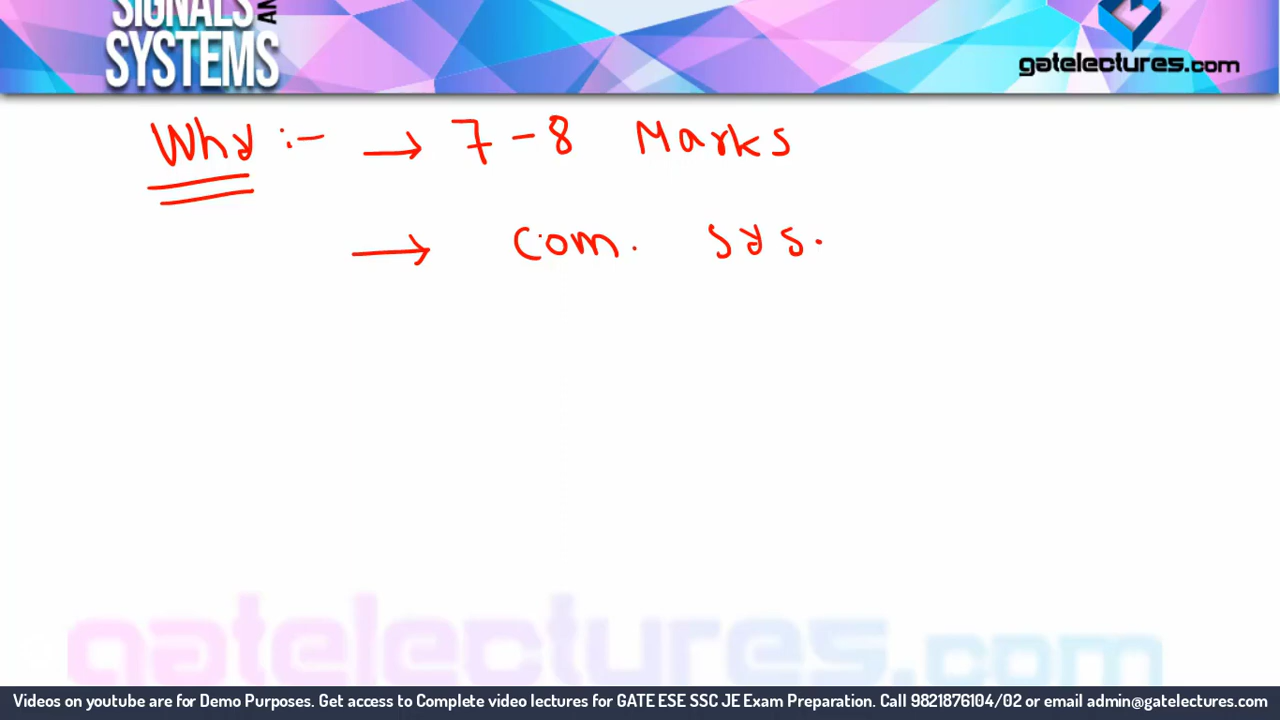 SIGNALS AND
SYSTEMS
gatelectures.com
Why :- → 7-8 Marks
→ Com. Sys.
gatelectures.com
Videos on youtube are for Demo Purposes. Get access to Complete video lectures for GATE ESE SSC JE Exam Preparation. Call 9821876104/02 or email admin@gatelectures.com